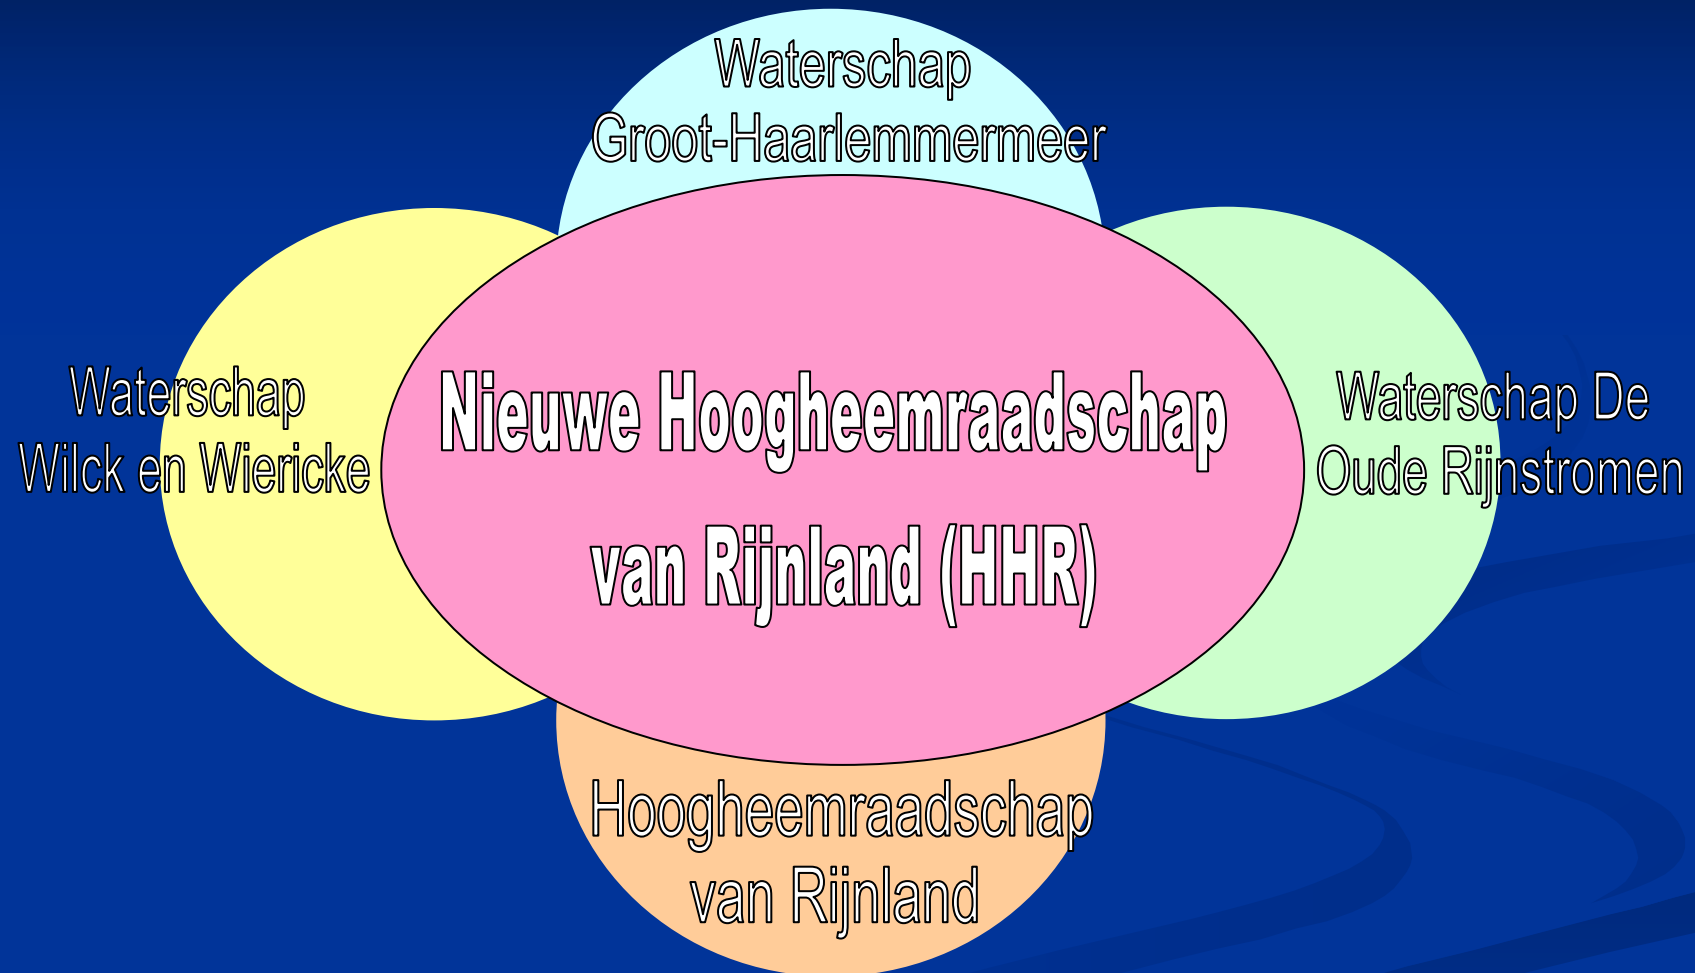 Waterschap
Groot-Haarlemmermeer
Waterschap
Wilck en Wiericke
Nieuwe Hoogheemraadschap
van Rijnland (HHR)
Waterschap De
Oude Rijnstromen
Hoogheemraadschap
van Rijnland